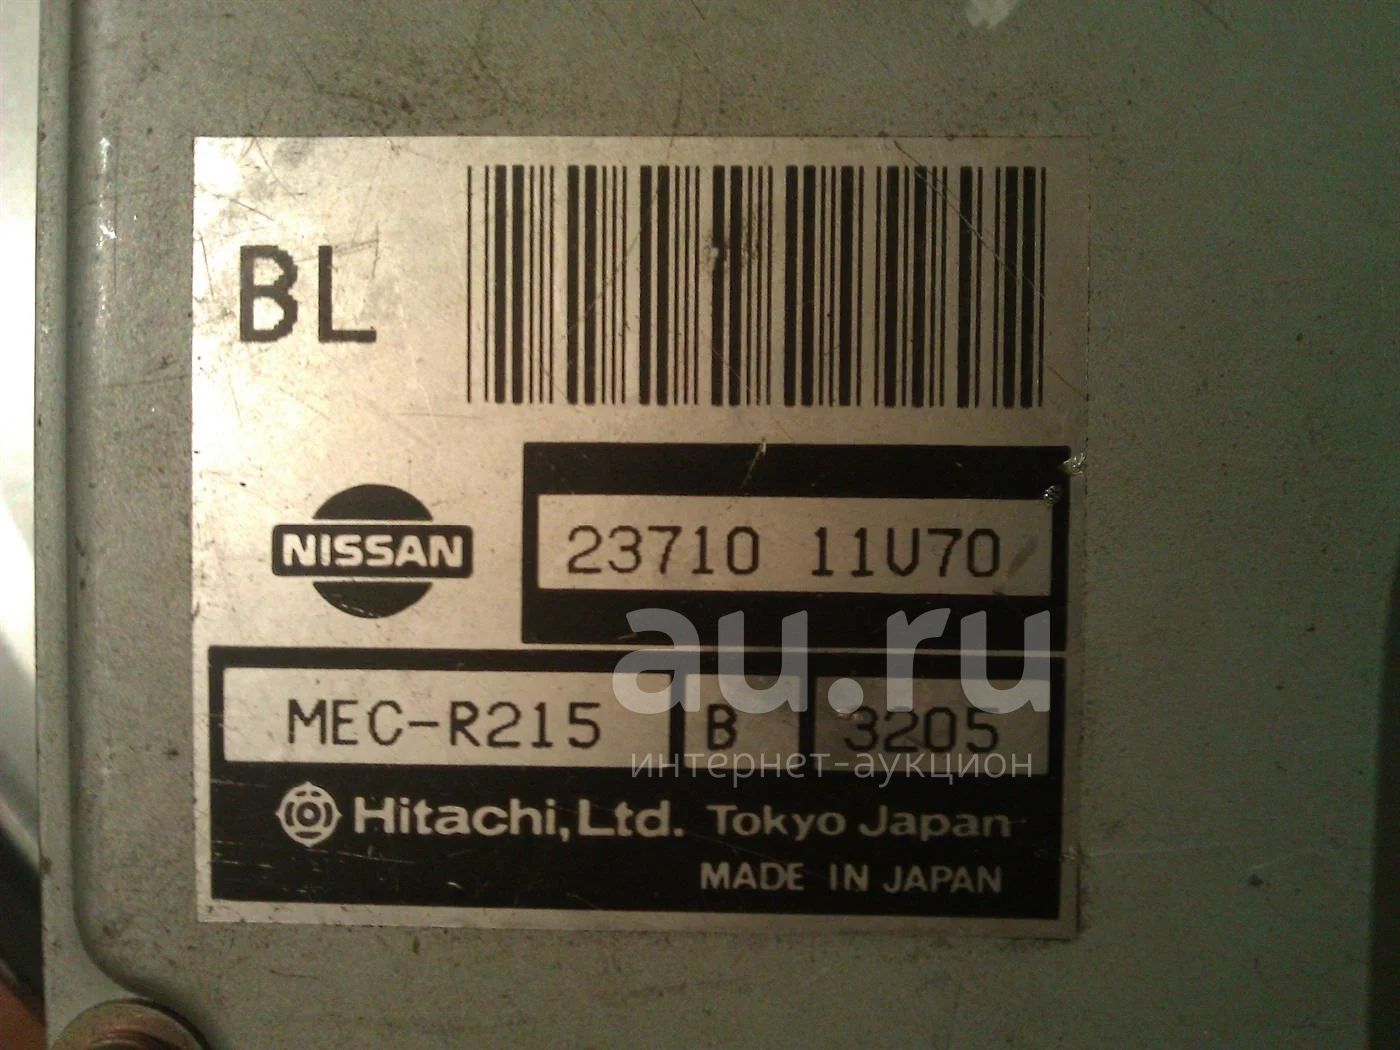 BL
NISSAN
23710 11V70
au.ru
MEC-R215 B 3205
интернет-аукцион
Hitachi, Ltd. Tokyo Japan
MADE IN JAPAN